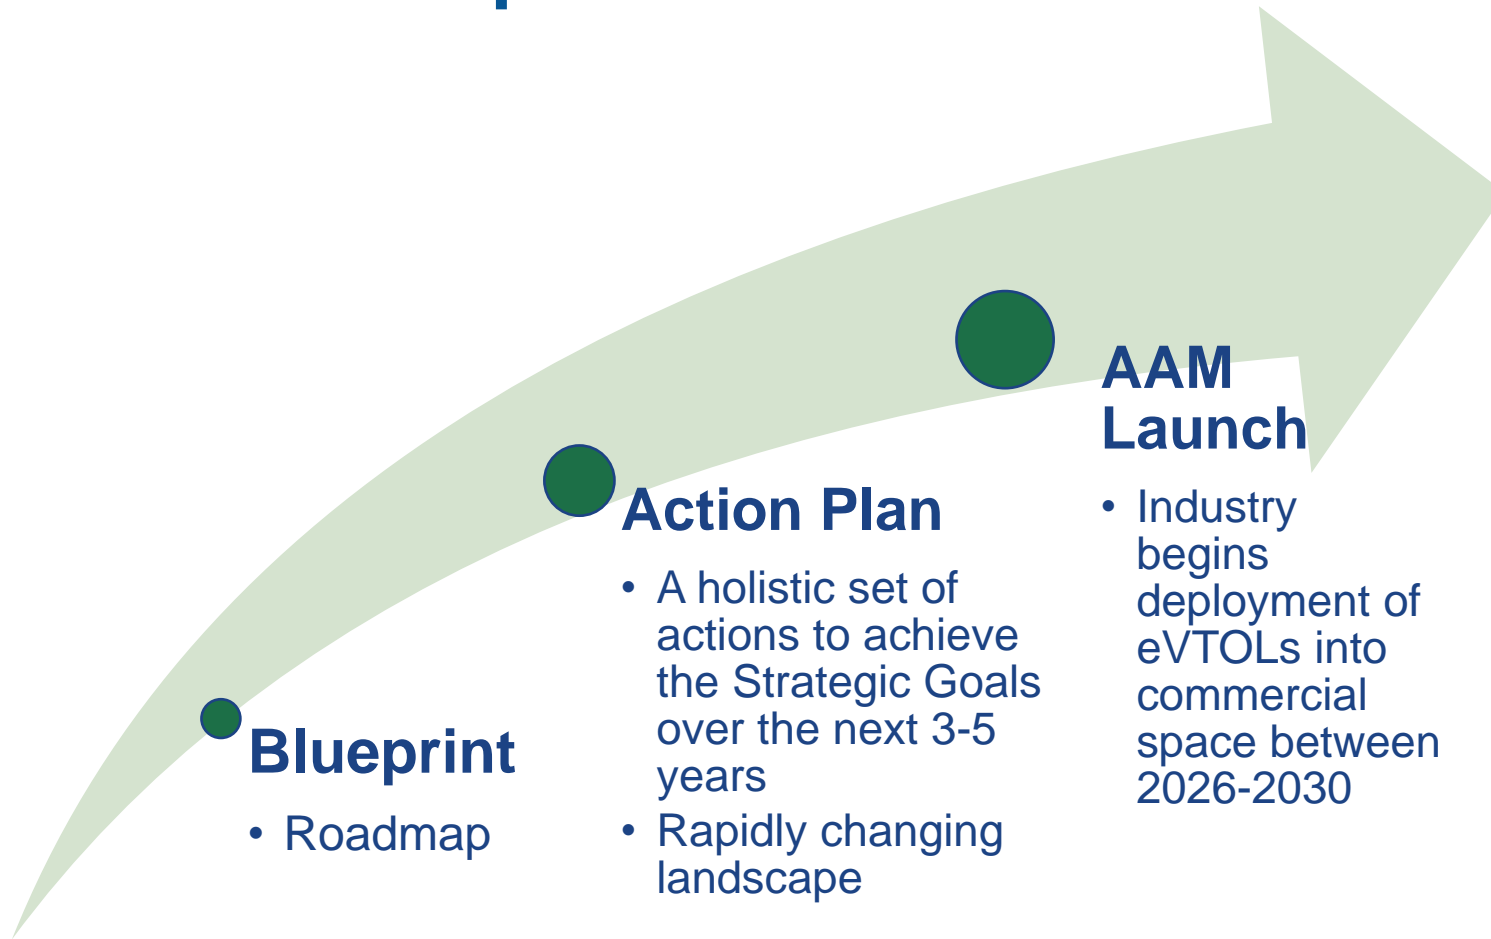 Blueprint
• Roadmap
Action Plan
• A holistic set of
actions to achieve
the Strategic Goals
over the next 3-5
years
• Rapidly changing
landscape
AAM
Launch
• Industry
begins
deployment of
eVTOLs into
commercial
space between
2026-2030